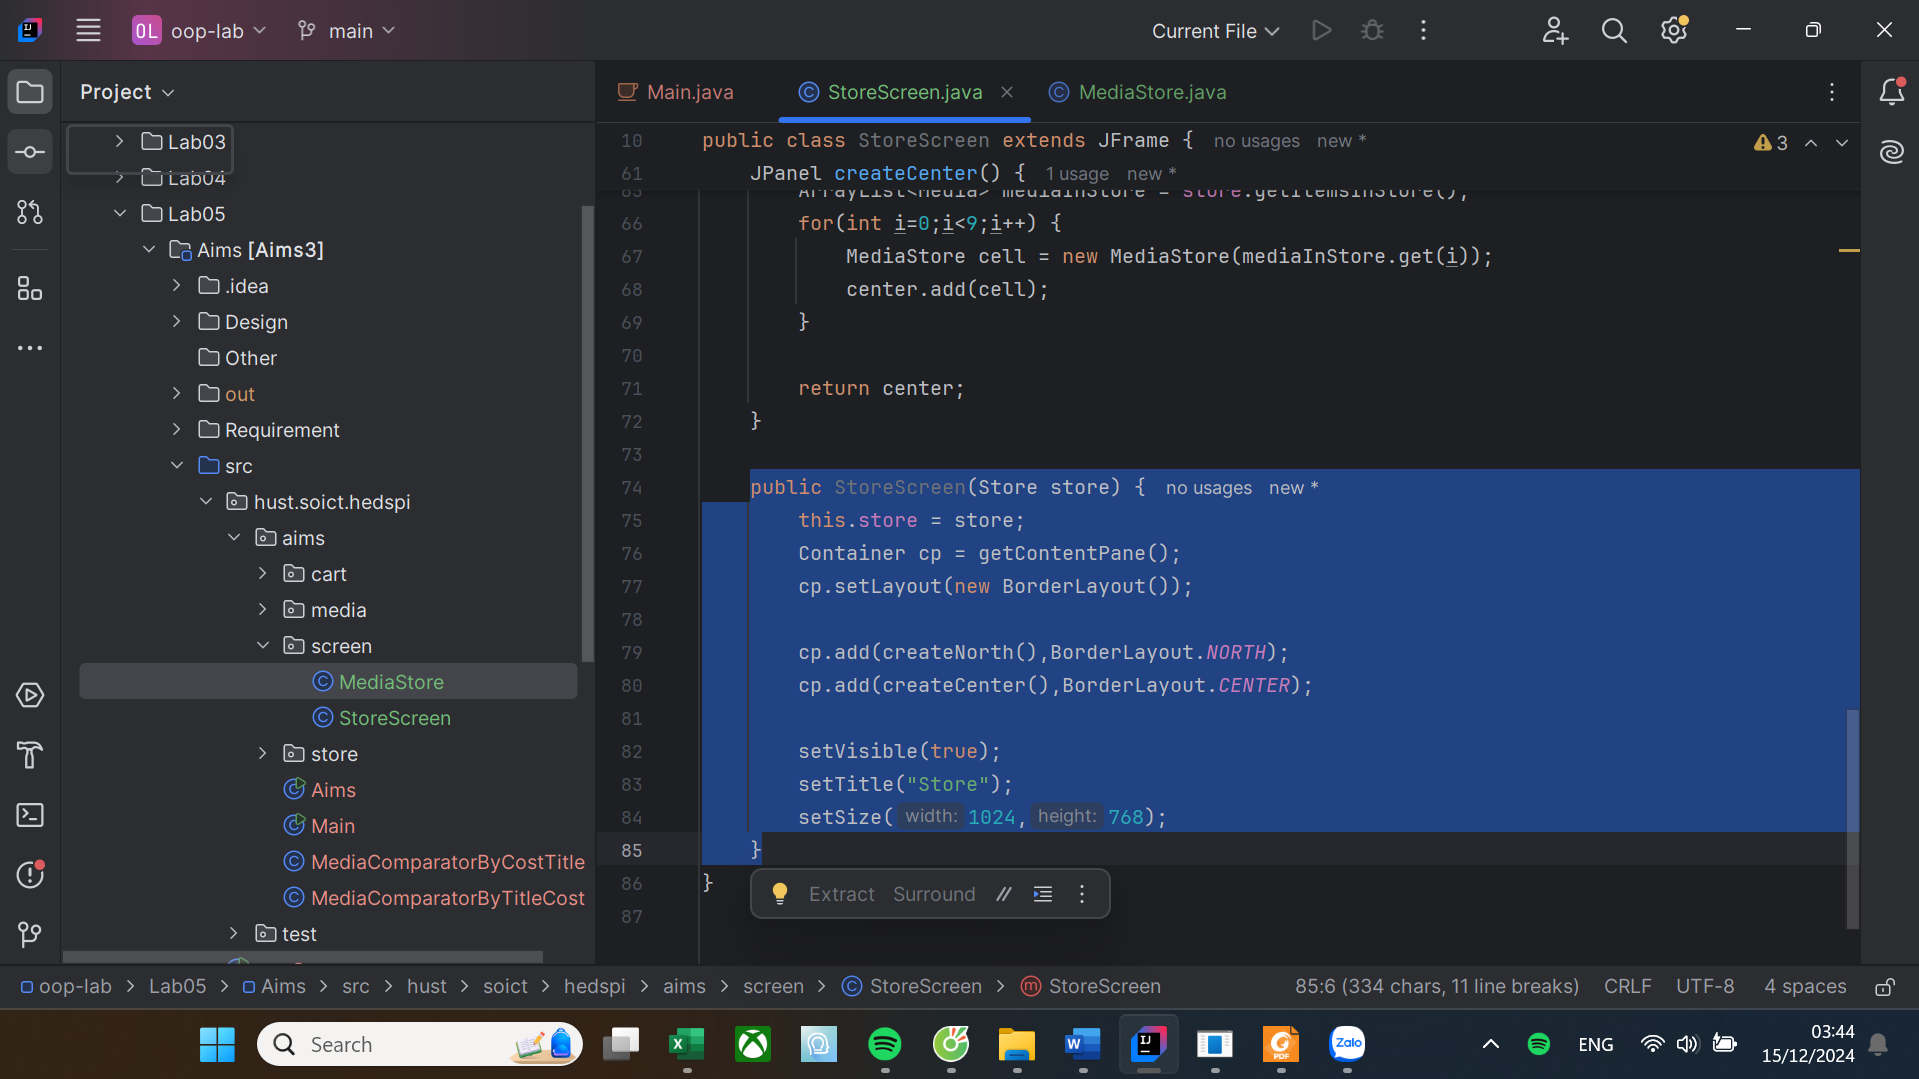 OL oop-lab main Current File
Project
Main.java StoreScreen.java MediaStore.java
Lab03
Lab04
Lab05
Aims [Aims3]
.idea
Design
Other
out
Requirement
src
hust.soict.hedspi
aims
cart
media
screen
MediaStore
StoreScreen
store
Aims
Main
MediaComparatorByCostTitle
MediaComparatorByTitleCost
test
10 public class StoreScreen extends JFrame { no usages new *
3
61 JPanel createCenter() { 1 usage new *
65 ArrayList<Media> mediaInStore = store.getItemsInStore();
66 for(int i=0;i<9;i++) {
67 MediaStore cell = new MediaStore(mediaInStore.get(i));
68 center.add(cell);
69 }
70
71 return center;
72 }
73
74 public StoreScreen(Store store) { no usages new *
75 this.store = store;
76 Container cp = getContentPane();
77 cp.setLayout(new BorderLayout());
78
79 cp.add(createNorth(),BorderLayout.NORTH);
80 cp.add(createCenter(),BorderLayout.CENTER);
81
82 setVisible(true);
83 setTitle("Store");
84 setSize( width: 1024, height: 768);
85 }
86 }
87
Extract Surround
oop-lab > Lab05 > Aims > src > hust > soict > hedspi > aims > screen > StoreScreen > StoreScreen 85:6 (334 chars, 11 line breaks) CRLF UTF-8 4 spaces
Search
Zalo
PDF
ENG
03:44
15/12/2024